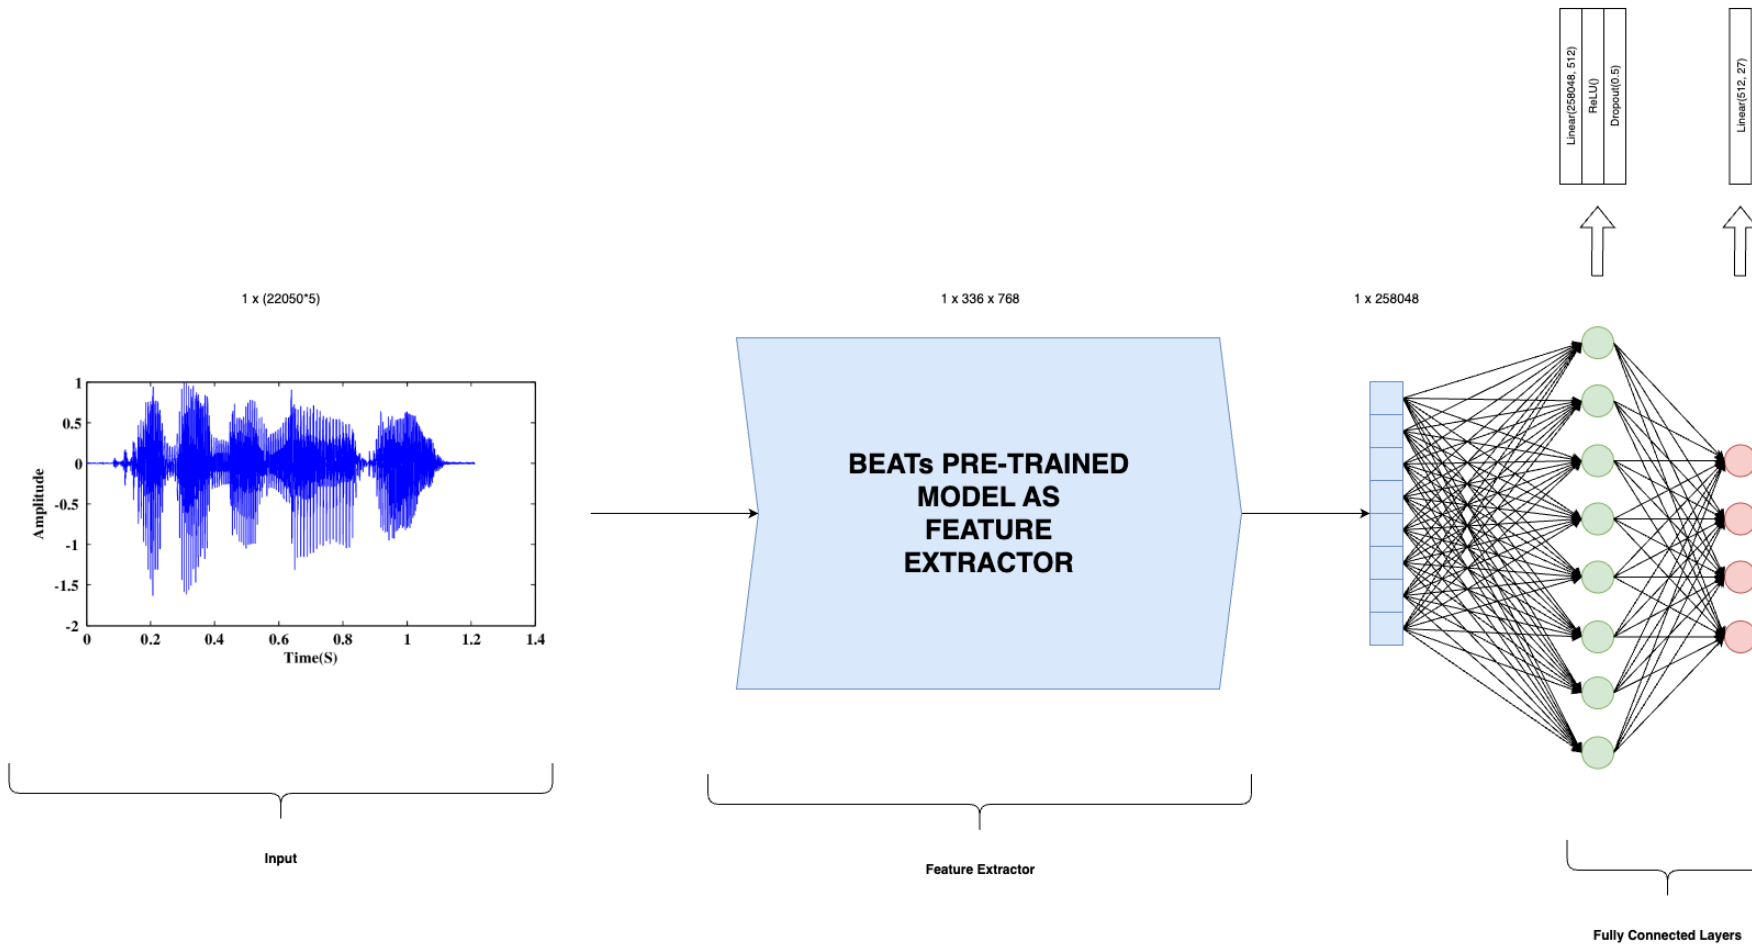 Linear(258048, 512)
ReLU()
Dropout(0.5)
Linear(512, 27)
1 x (22050*5)
1 x 336 x 768
1 x 258048
1
0.5
0
-0.5
-1
-1.5
-2
Amplitude
0 0.2 0.4 0.6 0.8 1 1.2 1.4
Time(S)
BEATs PRE-TRAINED
MODEL AS
FEATURE
EXTRACTOR
Input
Feature Extractor
Fully Connected Layers